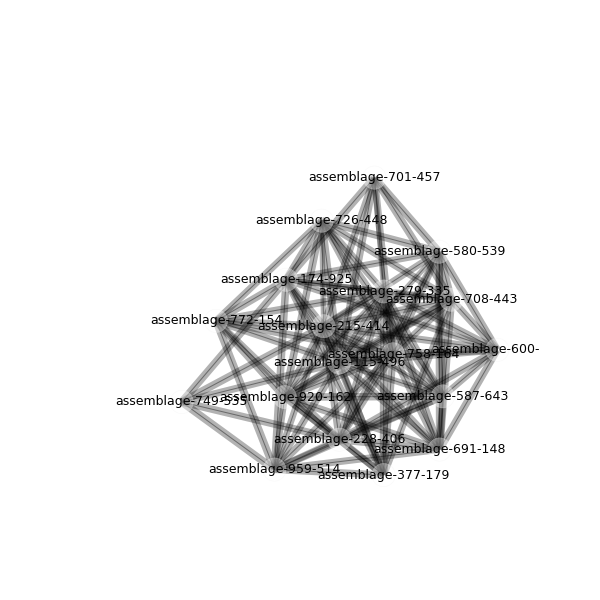 assemblage-701-457
assemblage-726-448
assemblage-580-539
assemblage-174-925
assemblage-279-335
assemblage-708-443
assemblage-772-154
assemblage-215-414
assemblage-600-
assemblage-758-164
assemblage-115-496
assemblage-587-643
assemblage-920-162
assemblage-749-535
assemblage-228-406
assemblage-691-148
assemblage-959-514
assemblage-377-179